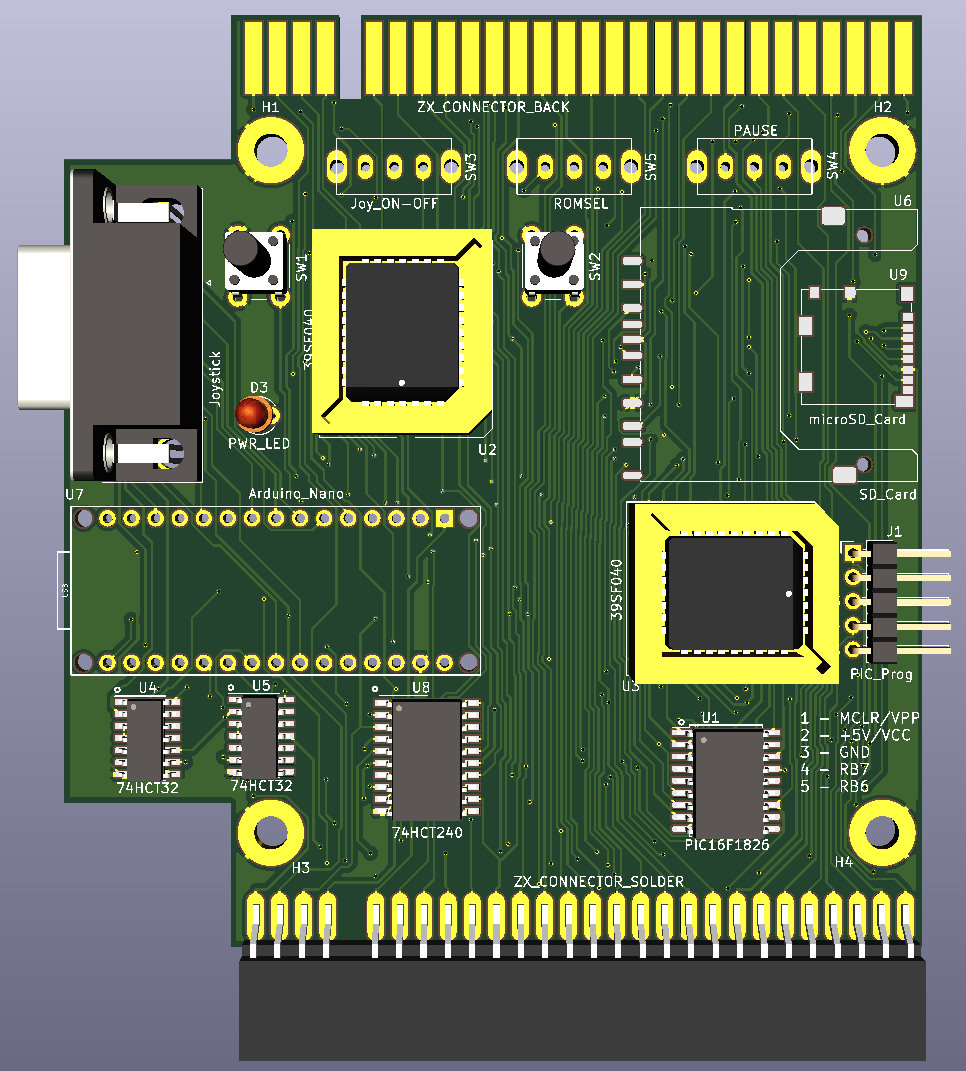 H1
ZX_CONNECTOR_BACK
H2
PAUSE
SW3
SW5
SW4
Joy_ON-OFF
ROMSEL
U6
SW1
SW2
U9
39SF040
Joystick
D3
PWR_LED
microSD_Card
U2
U7
Arduino_Nano
SD_Card
J1
39SF040
USB
PIC_Prog
U3
U4
U5
U8
U1
1 - MCLR/VPP
2 - +5V/VCC
3 - GND
4 - RB7
5 - RB6
74HCT32
74HCT32
74HCT240
PIC16F1826
H3
H4
ZX_CONNECTOR_SOLDER